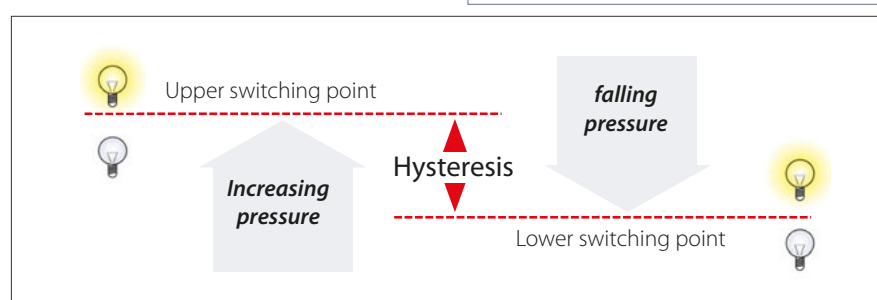 Upper switching point
falling
pressure
Hysteresis
Increasing
pressure
Lower switching point